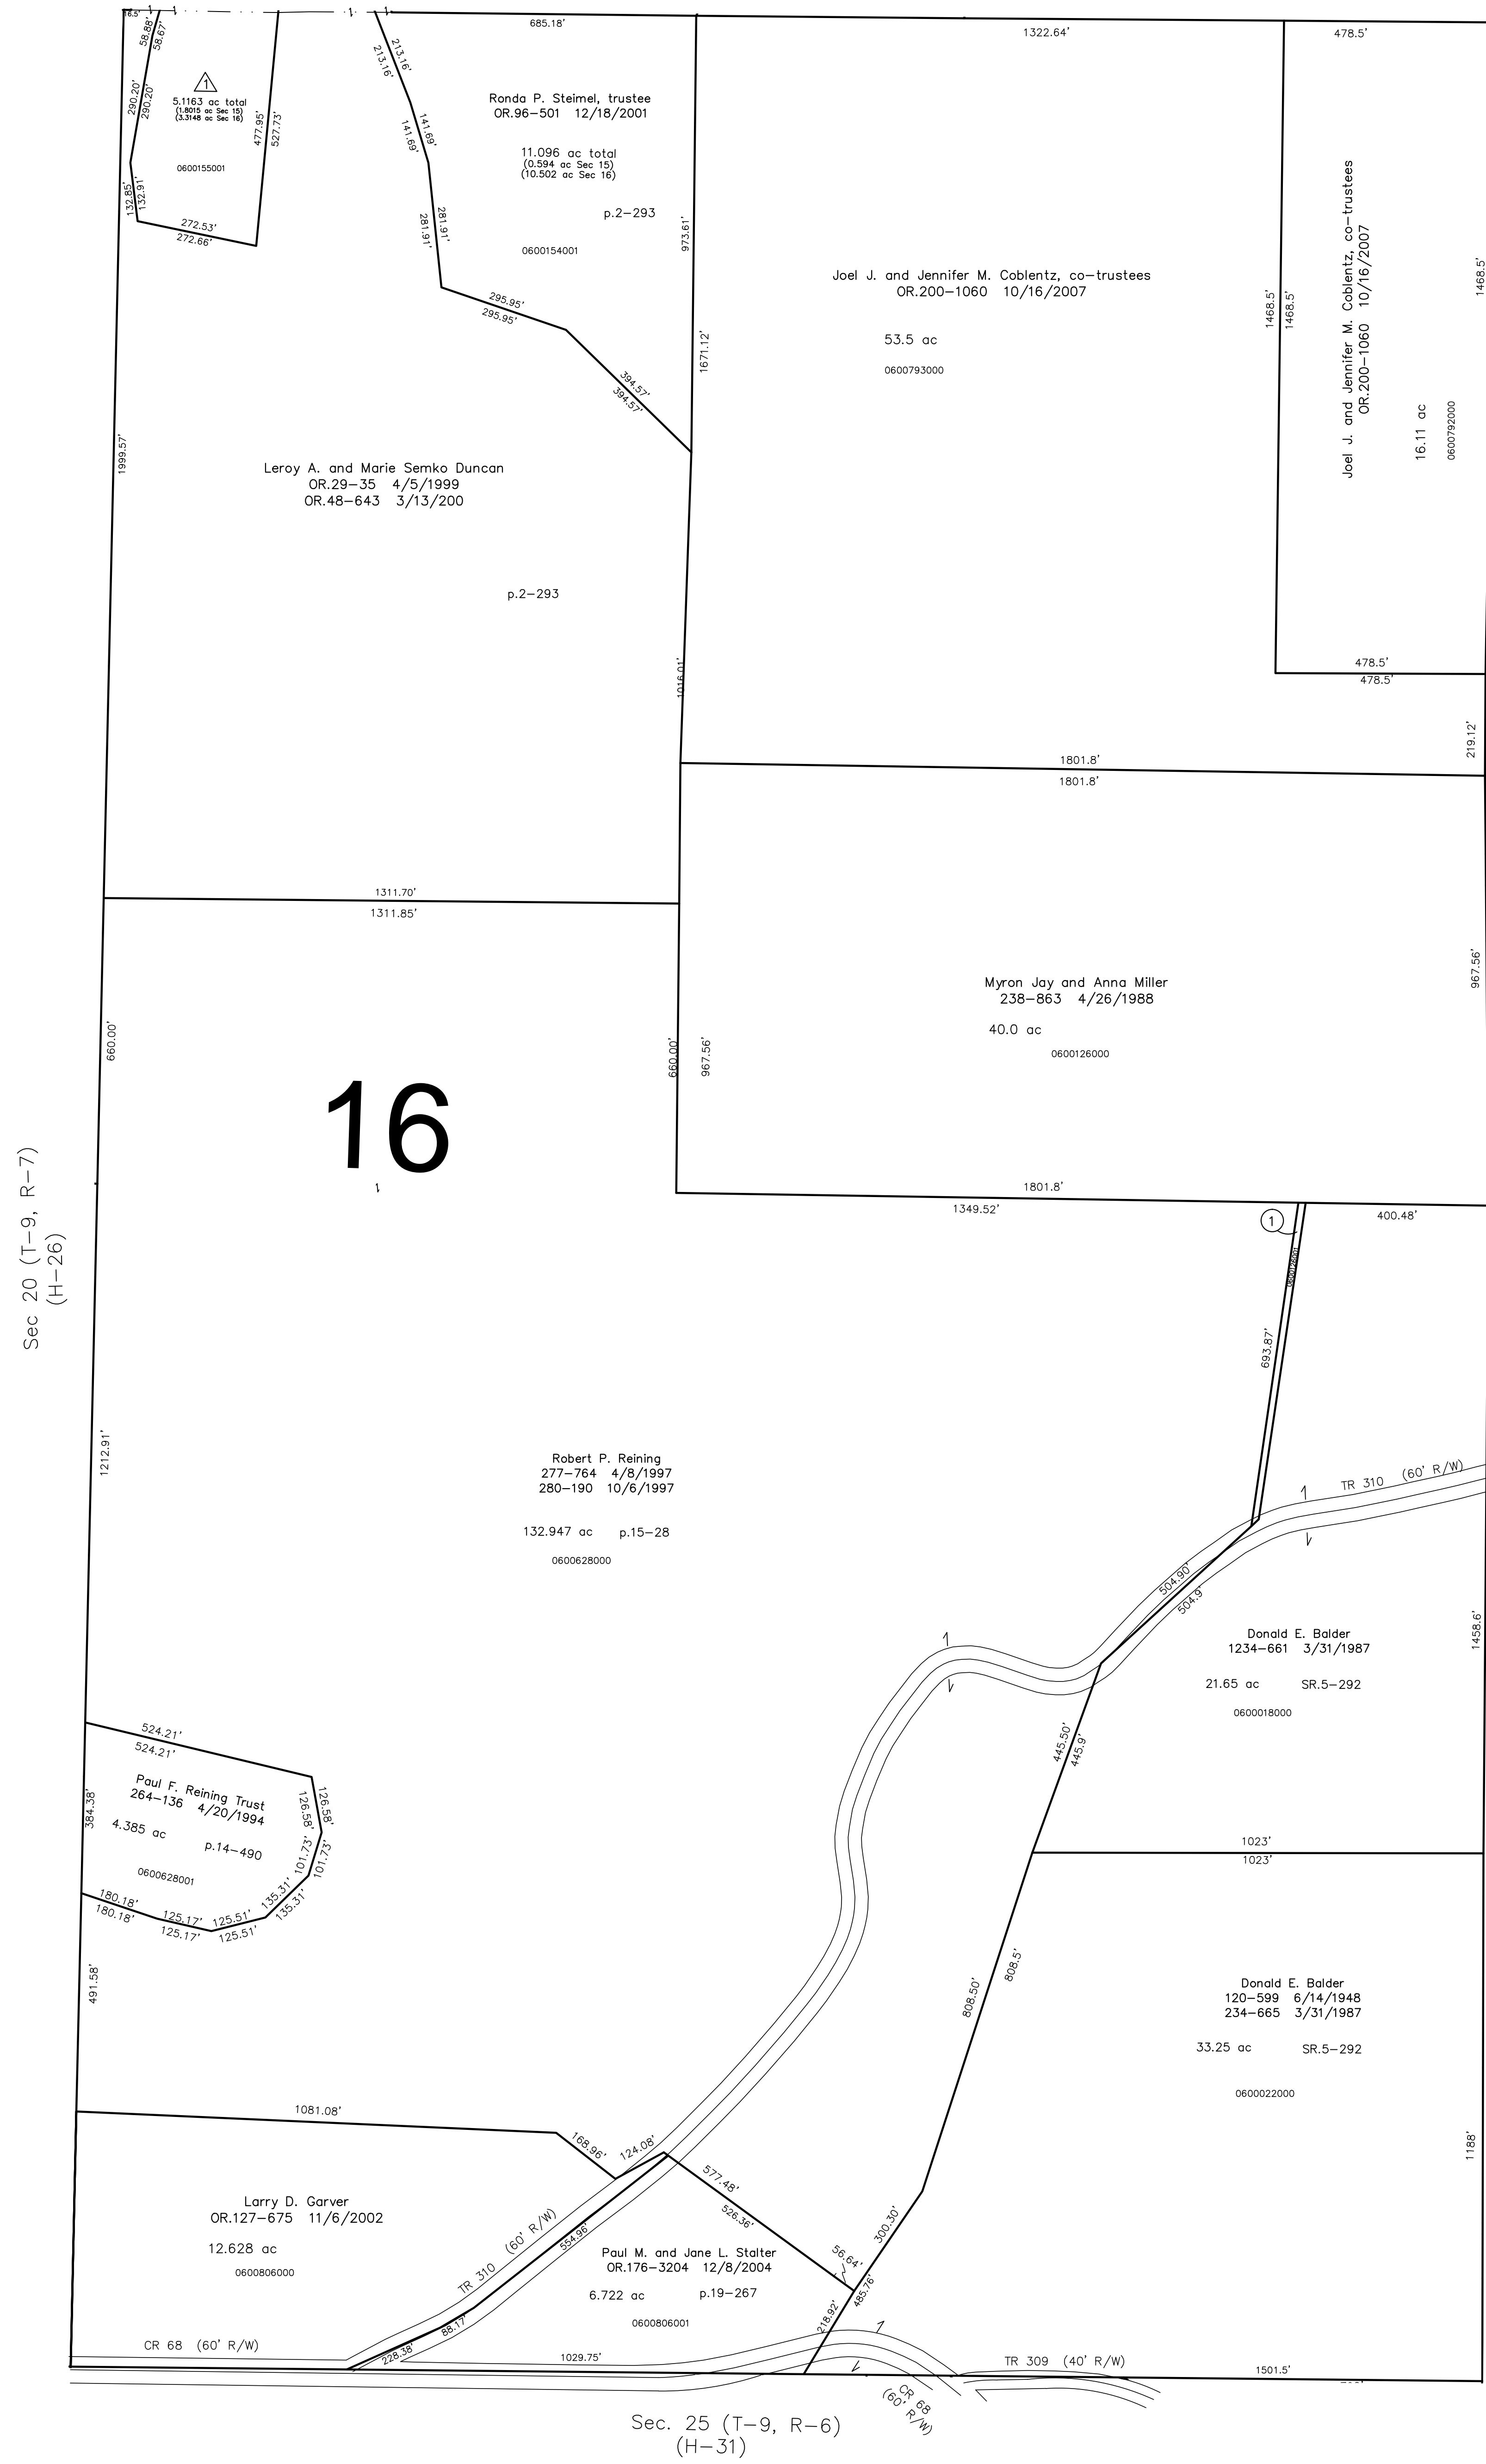 16.5'
58.88'
58.67'
290.20'
290.20'
1
5.1163 ac total
(1.8015 ac Sec 15)
(3.3148 ac Sec 16)
0600155001
477.95'
527.73'
132.85'
132.91'
272.53'
272.66'
213.16'
213.16'
141.69'
141.69'
281.91'
281.91'
295.95'
295.95'
394.57'
394.57'
685.18'
Ronda P. Steimel, trustee
OR.96-501 12/18/2001
11.096 ac total
(0.594 ac Sec 15)
(10.502 ac Sec 16)
p.2-293
0600154001
973.61'
1671.12'
1322.64'
Joel J. and Jennifer M. Coblentz, co-trustees
OR.200-1060 10/16/2007
53.5 ac
0600793000
478.5'
1468.5'
1468.5'
Joel J. and Jennifer M. Coblentz, co-trustees
OR.200-1060 10/16/2007
16.11 ac
0600792000
1468.5'
478.5'
478.5'
219.12'
1999.57'
Leroy A. and Marie Semko Duncan
OR.29-35 4/5/1999
OR.48-643 3/13/200
p.2-293
1016.01'
1801.8'
1801.8'
1311.70'
1311.85'
Myron Jay and Anna Miller
238-863 4/26/1988
40.0 ac
0600126000
967.56'
660.00'
660.00'
967.56'
16
Sec 20 (T-9, R-7)
(H-26)
1801.8'
1349.52'
1
400.48'
0600126001
693.87'
1212.91'
Robert P. Reining
277-764 4/8/1997
280-190 10/6/1997
132.947 ac p.15-28
0600628000
TR 310 (60' R/W)
504.90'
504.9'
Donald E. Balder
1234-661 3/31/1987
21.65 ac SR.5-292
0600018000
1458.6'
445.50'
445.9'
524.21'
524.21'
Paul F. Reining Trust
264-136 4/20/1994
4.385 ac p.14-490
0600628001
384.38'
126.58'
126.58'
101.73'
101.73'
135.31'
135.31'
180.18'
180.18'
125.17'
125.17'
125.51'
125.51'
1023'
1023'
491.58'
808.50'
808.5'
Donald E. Balder
120-599 6/14/1948
234-665 3/31/1987
33.25 ac SR.5-292
0600022000
1188'
1081.08'
168.96'
124.08'
577.48'
526.36'
300.30'
Larry D. Garver
OR.127-675 11/6/2002
12.628 ac
0600806000
TR 310 (60' R/W)
554.96'
Paul M. and Jane L. Stalter
OR.176-3204 12/8/2004
6.722 ac p.19-267
0600806001
56.64'
485.76'
218.92'
88.17'
228.38'
CR 68 (60' R/W)
1029.75'
TR 309 (40' R/W)
1501.5'
CR 68
(60' R/W)
Sec. 25 (T-9, R-6)
(H-31)